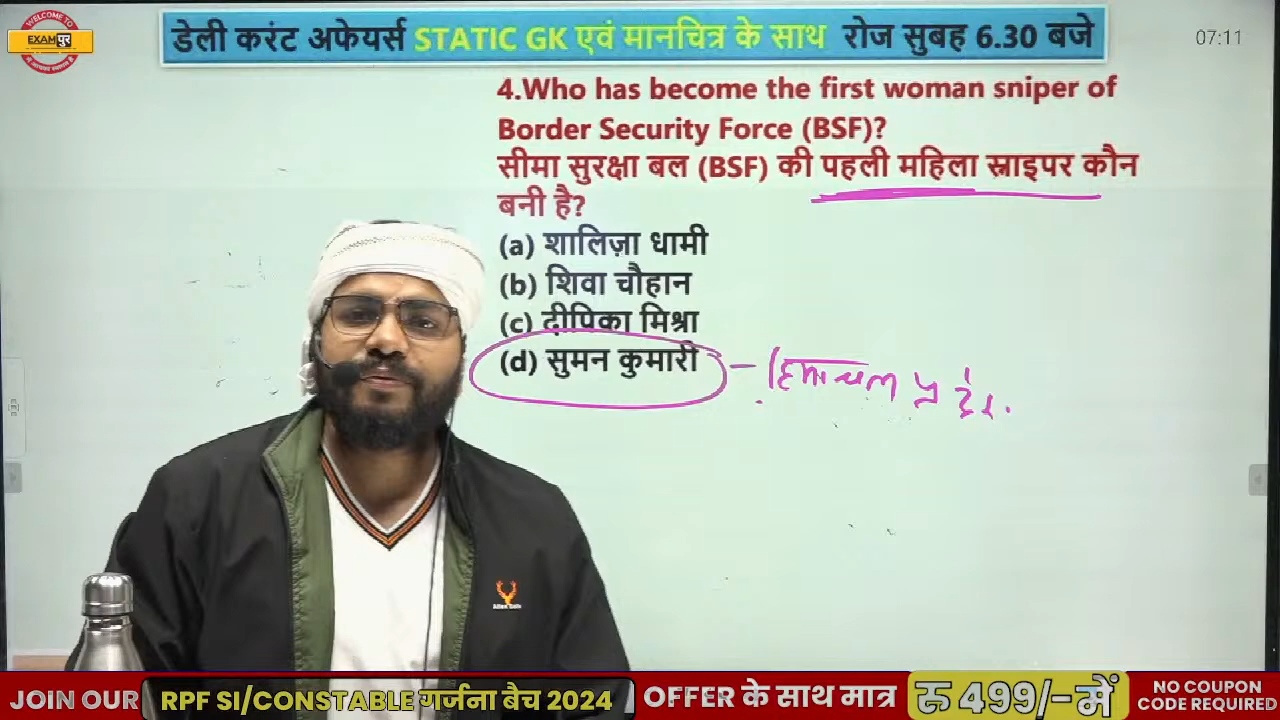 WELCOME TO
EXAMपुर
डेली करंट अफेयर्स STATIC GK एवं मानचित्र के साथ रोज सुबह 6.30 बजे
07:11
4.Who has become the first woman sniper of
Border Security Force (BSF)?
सीमा सुरक्षा बल (BSF) की पहली महिला स्नाइपर कौन
बनी है?
(a) शालिज़ा धामी
(b) शिवा चौहान
(c) दीपिका मिश्रा
(d) सुमन कुमारी - हिमाचल प्रदेश
JOIN OUR RPF SI/CONSTABLE गर्जना बैच 2024 OFFER के साथ मात्र रु 499/- में NO COUPON
CODE REQUIRED